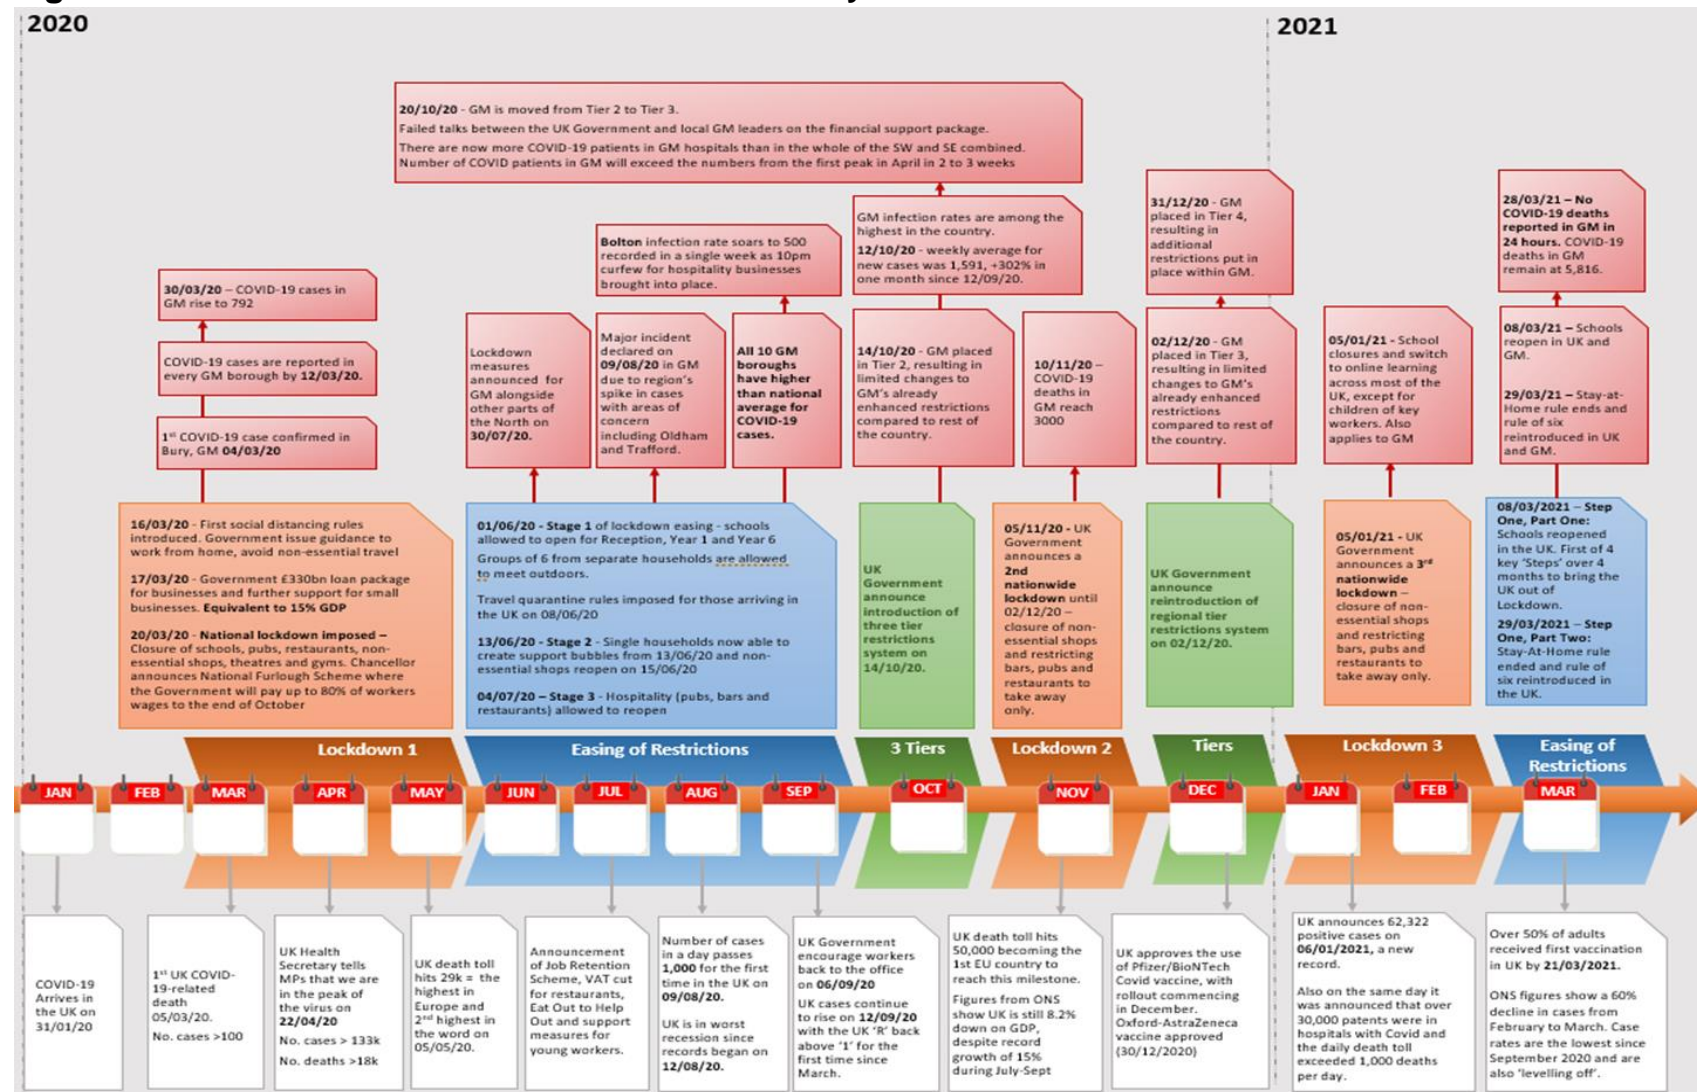 2020
2021
20/10/20 - GM is moved from Tier 2 to Tier 3.
Failed talks between the UK Government and local GM leaders on the financial support package.
There are now more COVID-19 patients in GM hospitals than in the whole of the SW and SE combined.
Number of COVID patients in GM will exceed the numbers from the first peak in April in 2 to 3 weeks
30/03/20 – COVID-19 cases in
GM rise to 792
COVID-19 cases are reported in
every GM borough by 12/03/20.
1st COVID-19 case confirmed in
Bury, GM 04/03/20
Bolton infection rate soars to 500
recorded in a single week as 10pm
curfew for hospitality businesses
brought into place.
Lockdown
measures
announced for
GM alongside
other parts of
the North on
30/07/20.
Major incident
declared on
09/08/20 in GM
due to region's
spike in cases
with areas of
concern
including Oldham
and Trafford.
All 10 GM
boroughs
have higher
than national
average for
COVID-19
cases.
GM infection rates are among the
highest in the country.
12/10/20 - weekly average for
new cases was 1,591, +302% in
one month since 12/09/20.
14/10/20 - GM placed
in Tier 2, resulting in
limited changes to
GM's already
enhanced restrictions
compared to rest of
the country.
10/11/20 –
COVID-19
deaths in
GM reach
3000
31/12/20 - GM
placed in Tier 4,
resulting in
additional
restrictions put in
place within GM.
02/12/20 - GM
placed in Tier 3,
resulting in limited
changes to GM's
already enhanced
restrictions
compared to rest of
the country.
05/01/21 - School
closures and switch
to online learning
across most of the
UK, except for
children of key
workers. Also
applies to GM
28/03/21 – No
COVID-19 deaths
reported in GM in
24 hours. COVID-19
deaths in GM
remain at 5,816.
08/03/21 – Schools
reopen in UK and
GM.
29/03/21 – Stay-at-
Home rule ends and
rule of six
reintroduced in UK
and GM.
16/03/20 - First social distancing rules
introduced. Government issue guidance to
work from home, avoid non-essential travel
17/03/20 - Government £330bn loan package
for businesses and further support for small
businesses. Equivalent to 15% GDP
20/03/20 - National lockdown imposed –
Closure of schools, pubs, restaurants, non-
essential shops, theatres and gyms. Chancellor
announces National Furlough Scheme where
the Government will pay up to 80% of workers
wages to the end of October
01/06/20 - Stage 1 of lockdown easing - schools
allowed to open for Reception, Year 1 and Year 6
Groups of 6 from separate households are allowed
to meet outdoors.
Travel quarantine rules imposed for those arriving in
the UK on 08/06/20
13/06/20 - Stage 2 - Single households now able to
create support bubbles from 13/06/20 and non-
essential shops reopen on 15/06/20
04/07/20 – Stage 3 - Hospitality (pubs, bars and
restaurants) allowed to reopen
UK
Government
announce
introduction of
three tier
restrictions
system on
14/10/20.
05/11/20 - UK
Government
announces a
2nd
nationwide
lockdown until
02/12/20 –
closure of non-
essential shops
and restricting
bars, pubs and
restaurants to
take away
only.
UK Government
announce
reintroduction of
regional tier
restrictions system
on 02/12/20.
05/01/21 - UK
Government
announces a 3rd
nationwide
lockdown –
closure of non-
essential shops
and restricting
bars, pubs and
restaurants to
take away only.
08/03/2021 – Step
One, Part One:
Schools reopened
in the UK. First of 4
key 'Steps' over 4
months to bring the
UK out of
Lockdown.
29/03/2021 – Step
One, Part Two:
Stay-At-Home rule
ended and rule of
six reintroduced in
the UK.
Lockdown 1
Easing of Restrictions
3 Tiers
Lockdown 2
Tiers
Lockdown 3
Easing of
Restrictions
JAN
FEB
MAR
APR
MAY
JUN
JUL
AUG
SEP
OCT
NOV
DEC
JAN
FEB
MAR
COVID-19
Arrives in
the UK on
31/01/20
1st UK COVID-
19-related
death
05/03/20.
No. cases >100
UK Health
Secretary tells
MPs that we are
in the peak of
the virus on
22/04/20
No. cases > 133k
No. deaths >18k
UK death toll
hits 29k = the
highest in
Europe and
2nd highest in
the word on
05/05/20.
Announcement
of Job Retention
Scheme, VAT cut
for restaurants,
Eat Out to Help
Out and support
measures for
young workers.
Number of cases
in a day passes
1,000 for the first
time in the UK on
09/08/20.
UK is in worst
recession since
records began on
12/08/20.
UK Government
encourage workers
back to the office
on 06/09/20
UK cases continue
to rise on 12/09/20
with the UK 'R' back
above '1' for the
first time since
March.
UK death toll hits
50,000 becoming the
1st EU country to
reach this milestone.
Figures from ONS
show UK is still 8.2%
down on GDP,
despite record
growth of 15%
during July-Sept
UK approves the use
of Pfizer/BioNTech
Covid vaccine, with
rollout commencing
in December.
Oxford-AstraZeneca
vaccine approved
(30/12/2020)
UK announces 62,322
positive cases on
06/01/2021, a new
record.
Also on the same day it
was announced that over
30,000 patents were in
hospitals with Covid and
the daily death toll
exceeded 1,000 deaths
per day.
Over 50% of adults
received first vaccination
in UK by 21/03/2021.
ONS figures show a 60%
decline in cases from
February to March. Case
rates are the lowest since
September 2020 and are
also 'levelling off'.